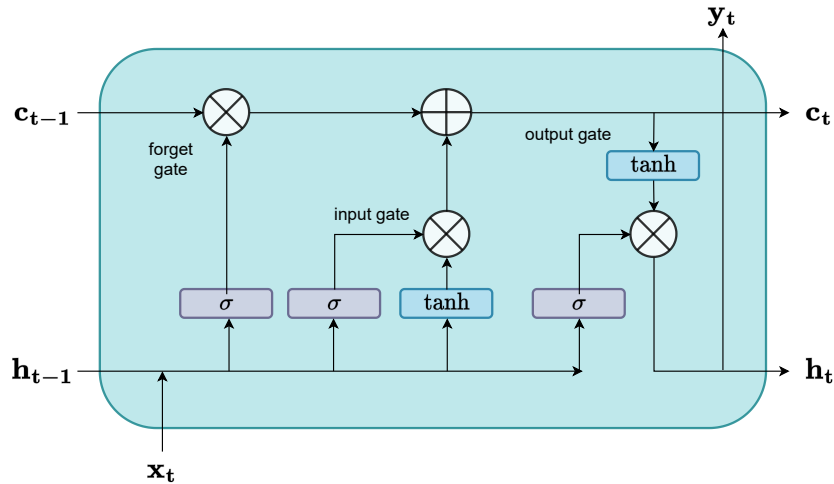 y_t
c_{t-1}
c_t
forget
gate
output gate
tanh
input gate
σ
σ
tanh
σ
h_{t-1}
h_t
x_t